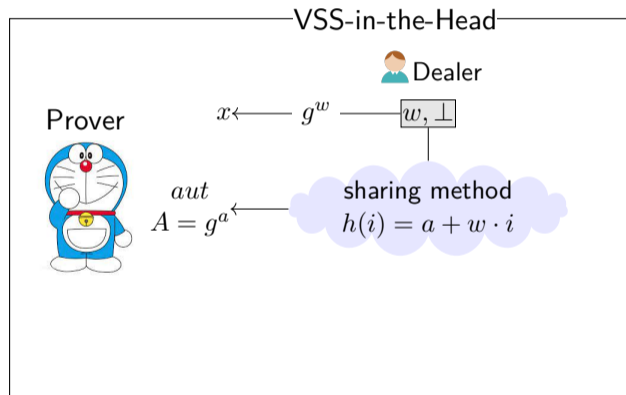 VSS-in-the-Head
Dealer
Prover
x ← g^w — w, ⊥
aut
A = g^a
sharing method
h(i) = a + w · i